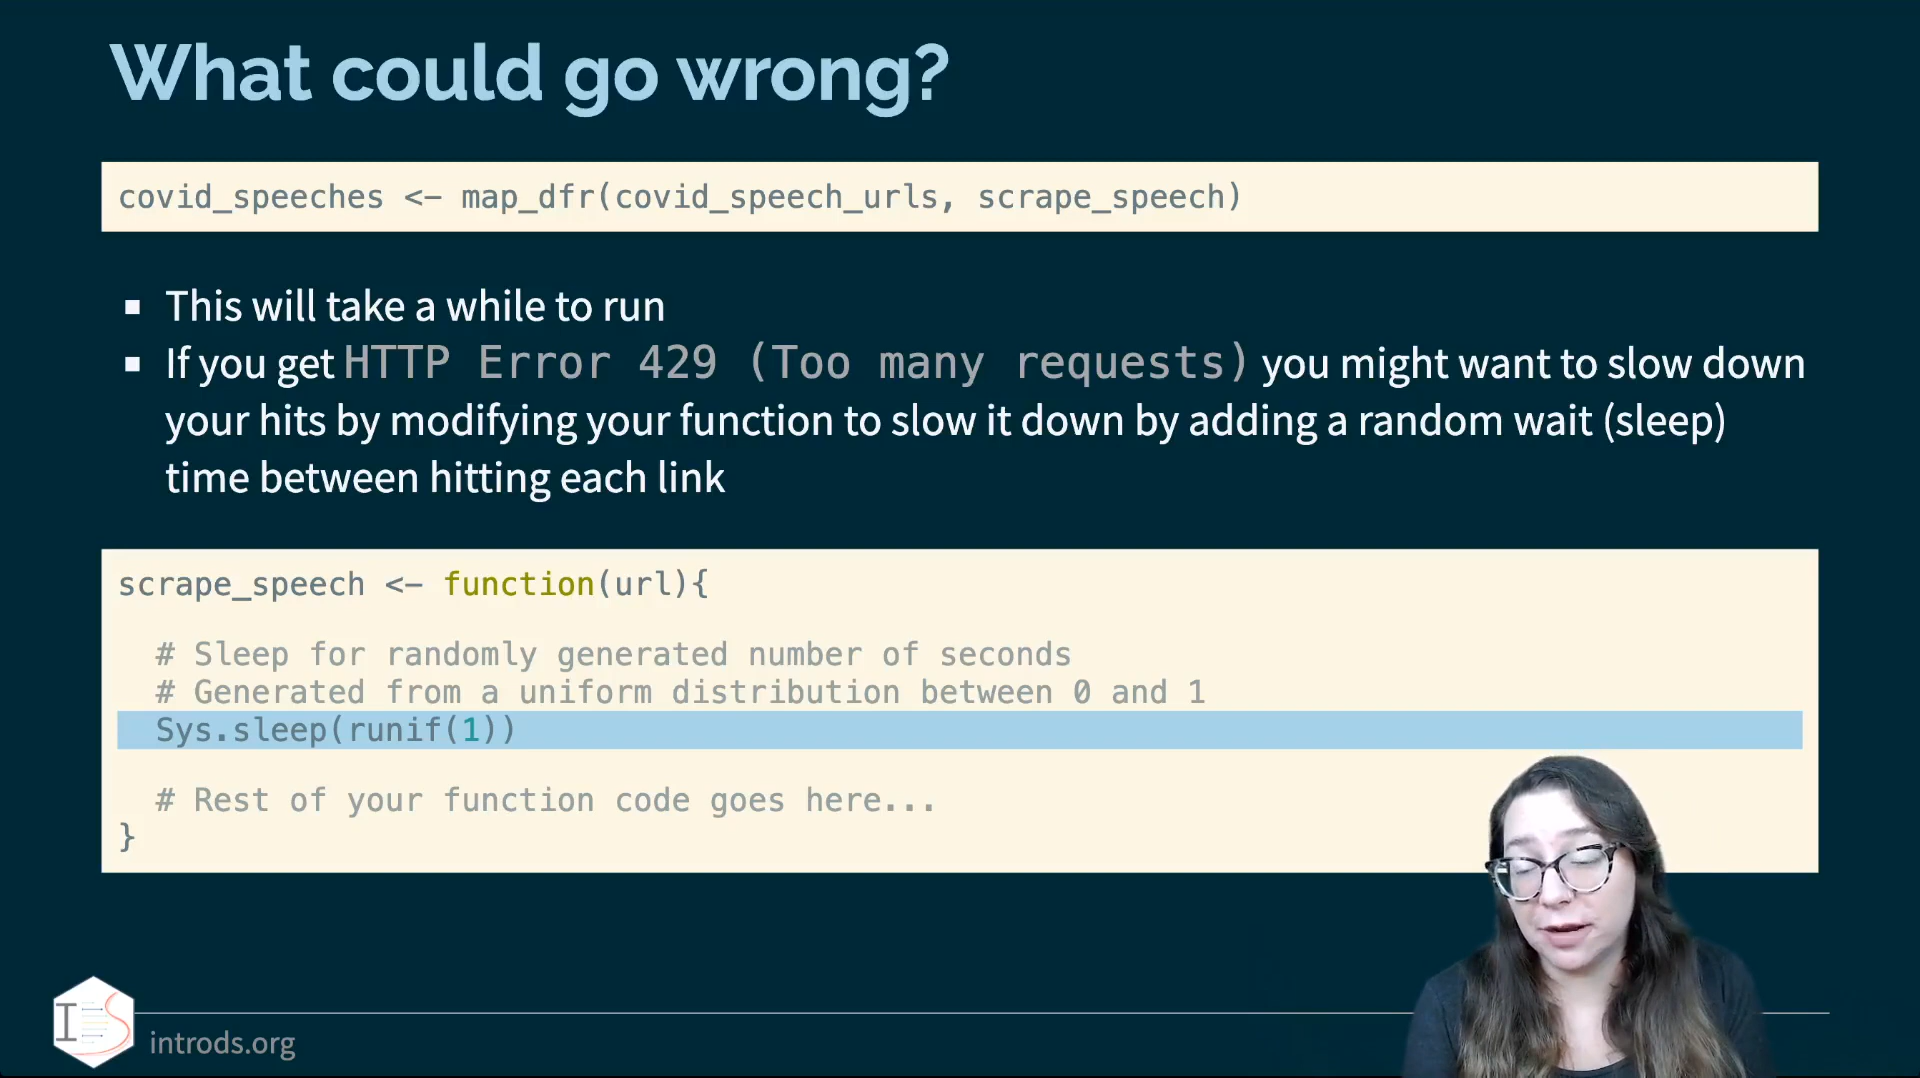 What could go wrong?
covid_speeches <- map_dfr(covid_speech_urls, scrape_speech)
This will take a while to run
If you get HTTP Error 429 (Too many requests) you might want to slow down
your hits by modifying your function to slow it down by adding a random wait (sleep)
time between hitting each link
scrape_speech <- function(url){
# Sleep for randomly generated number of seconds
# Generated from a uniform distribution between 0 and 1
Sys.sleep(runif(1))
# Rest of your function code goes here...
}
IDS
introds.org